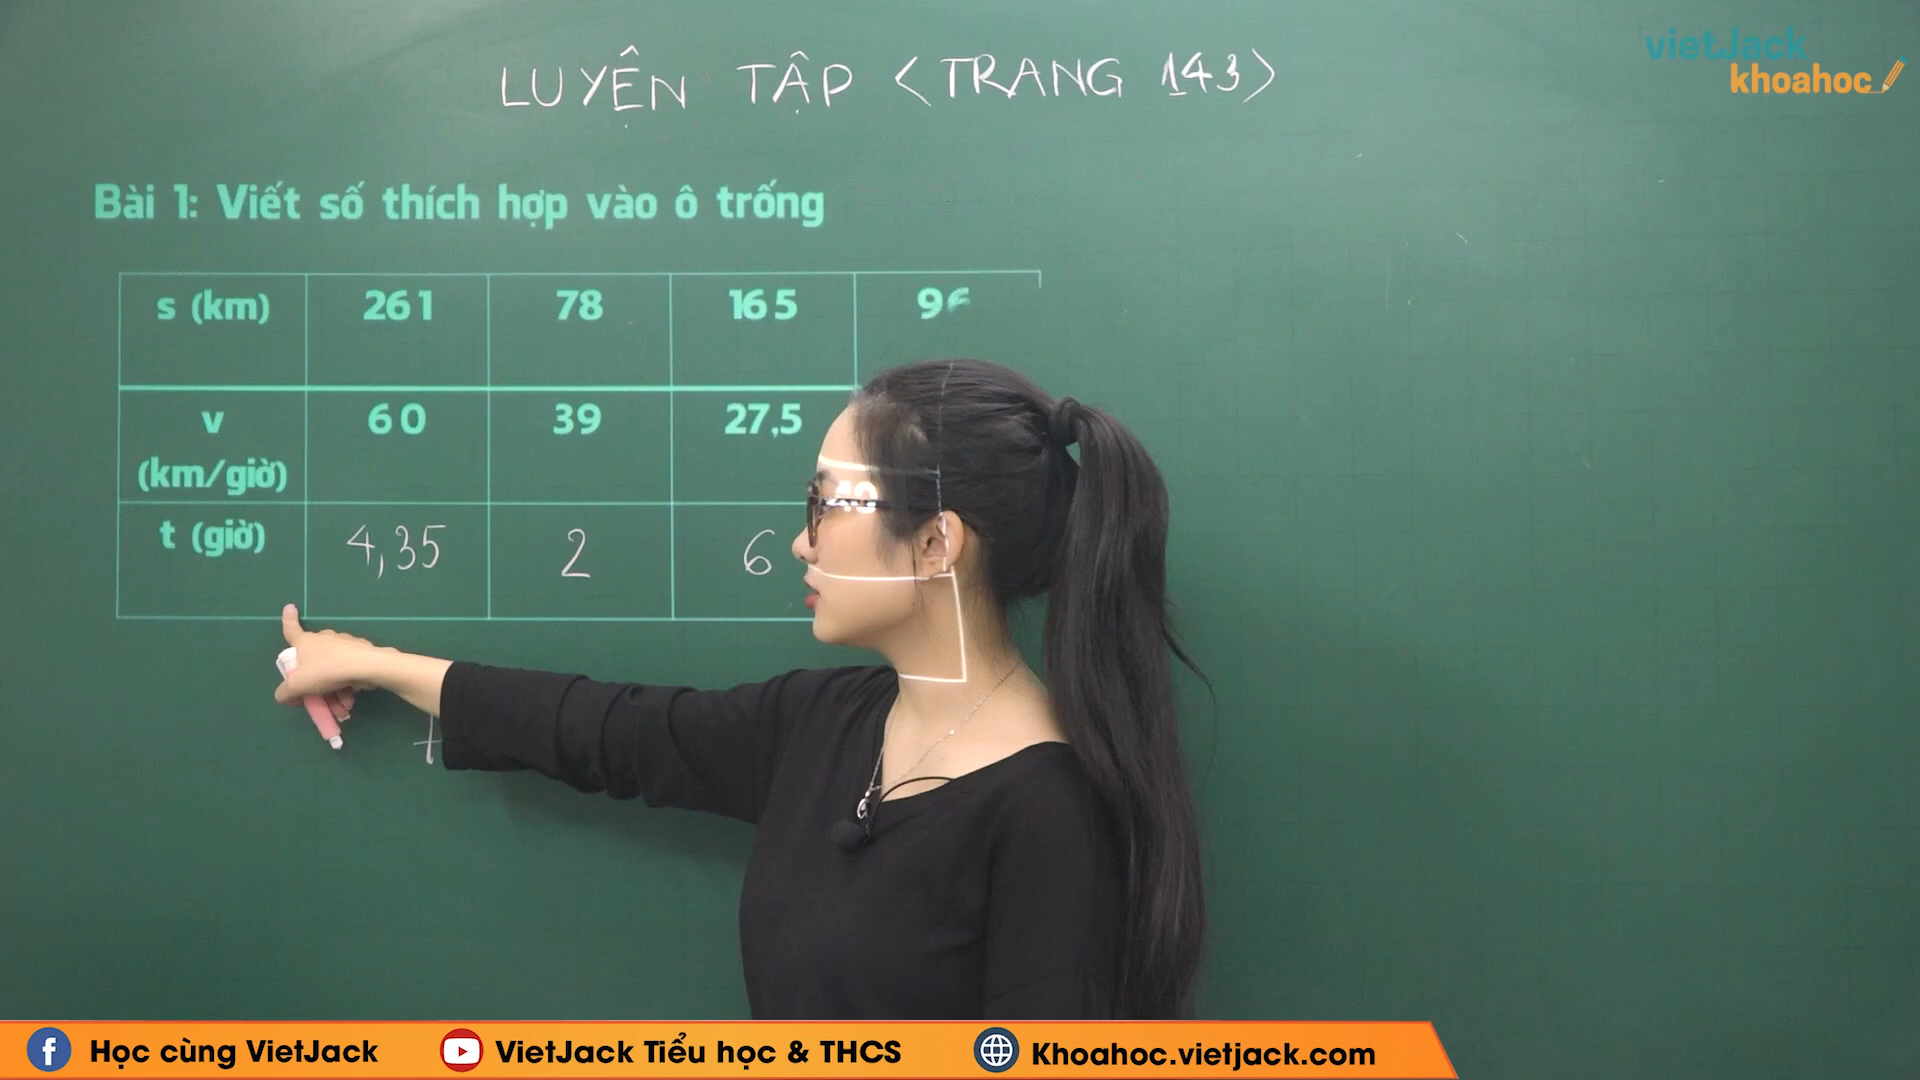 vietJack
khoahoc
LUYỆN TẬP <TRANG 143>
Bài 1: Viết số thích hợp vào ô trống
s (km) 261 78 165 96
v (km/giờ) 60 39 27,5 40
t (giờ) 4,35 2 6
Học cùng VietJack
VietJack Tiểu học & THCS
Khoahoc.vietjack.com